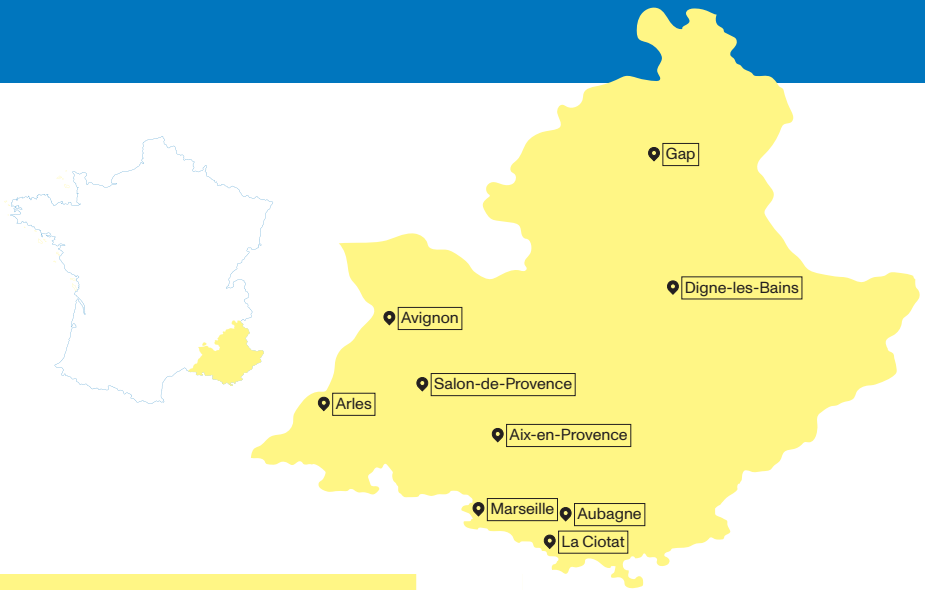 Gap
Digne-les-Bains
Avignon
Salon-de-Provence
Arles
Aix-en-Provence
Marseille
Aubagne
La Ciotat